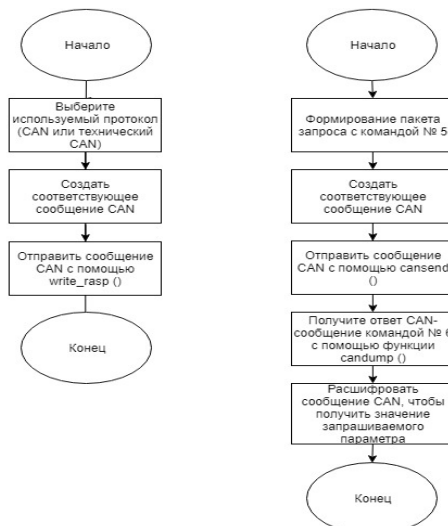 Начало
Выберите
используемый протокол
(CAN или технический
CAN)
Создать
соответствующее
сообщение CAN
Отправить сообщение
CAN с помощью
write_rasp ()
Конец
Начало
Формирование пакета
запроса с командой № 5
Создать
соответствующее
сообщение CAN
Отправить сообщение
CAN с помощью cansend
()
Получите ответ CAN-
сообщение командой № 6
с помощью функции
candump ()
Расшифровать
сообщение CAN, чтобы
получить значение
запрашиваемого
параметра
Конец